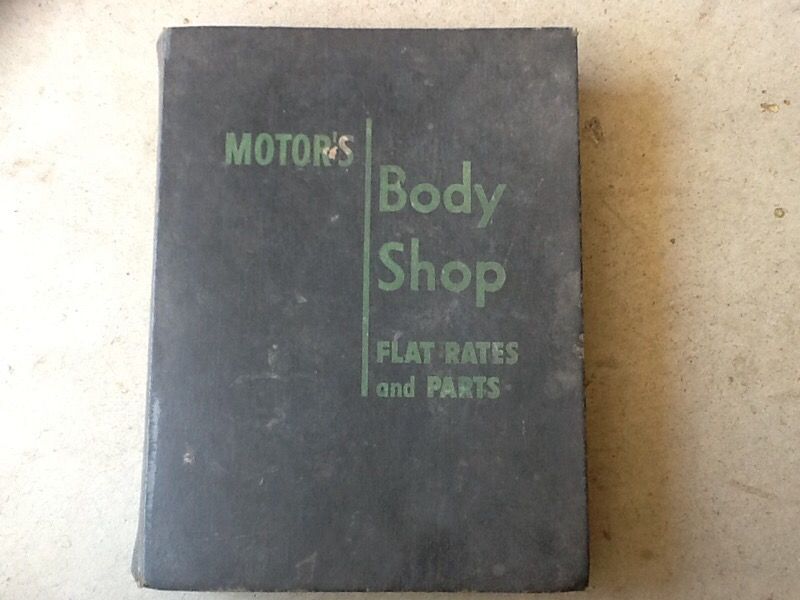 MOTOR'S
Body
Shop
FLAT RATES
and PARTS